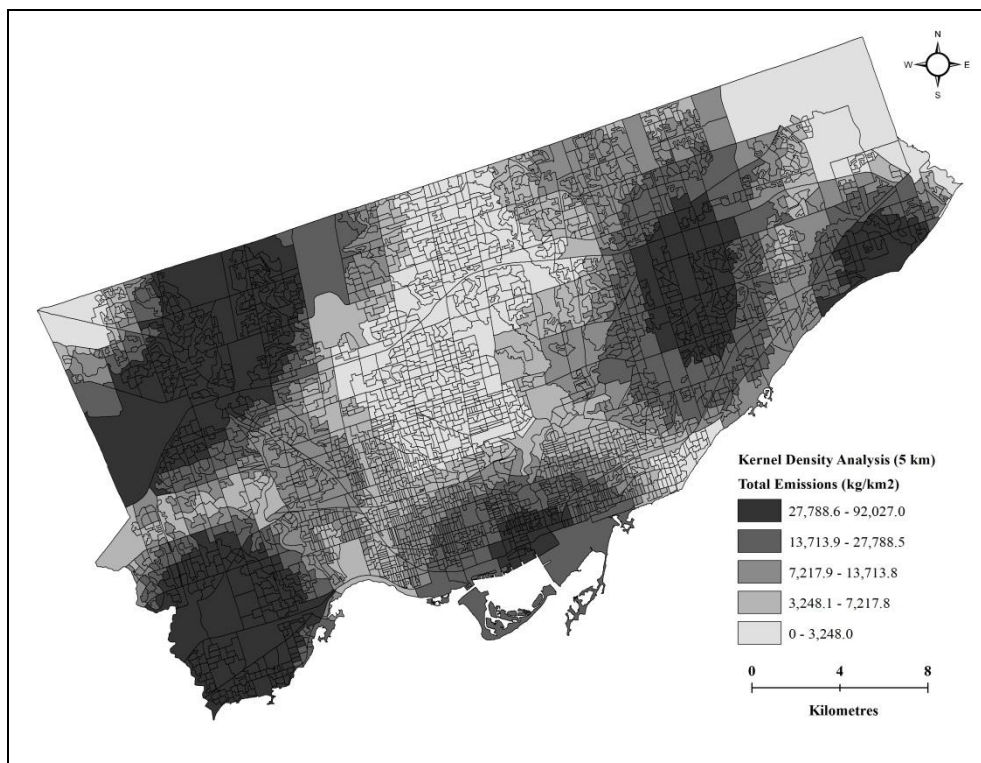 N
W E
S
Kernel Density Analysis (5 km)
Total Emissions (kg/km2)
27,788.6 - 92,027.0
13,713.9 - 27,788.5
7,217.9 - 13,713.8
3,248.1 - 7,217.8
0 - 3,248.0
0 4 8
Kilometres